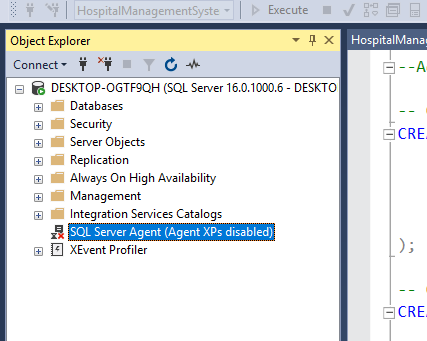 HospitalManagementSyste
Execute
Object Explorer
HospitalManag
Connect
--A
DESKTOP-OGTF9QH (SQL Server 16.0.1000.6 - DESKTO
Databases
-- 
Security
CREA
Server Objects
Replication
Always On High Availability
Management
Integration Services Catalogs
SQL Server Agent (Agent XPs disabled)
);
XEvent Profiler
-- 
CREA